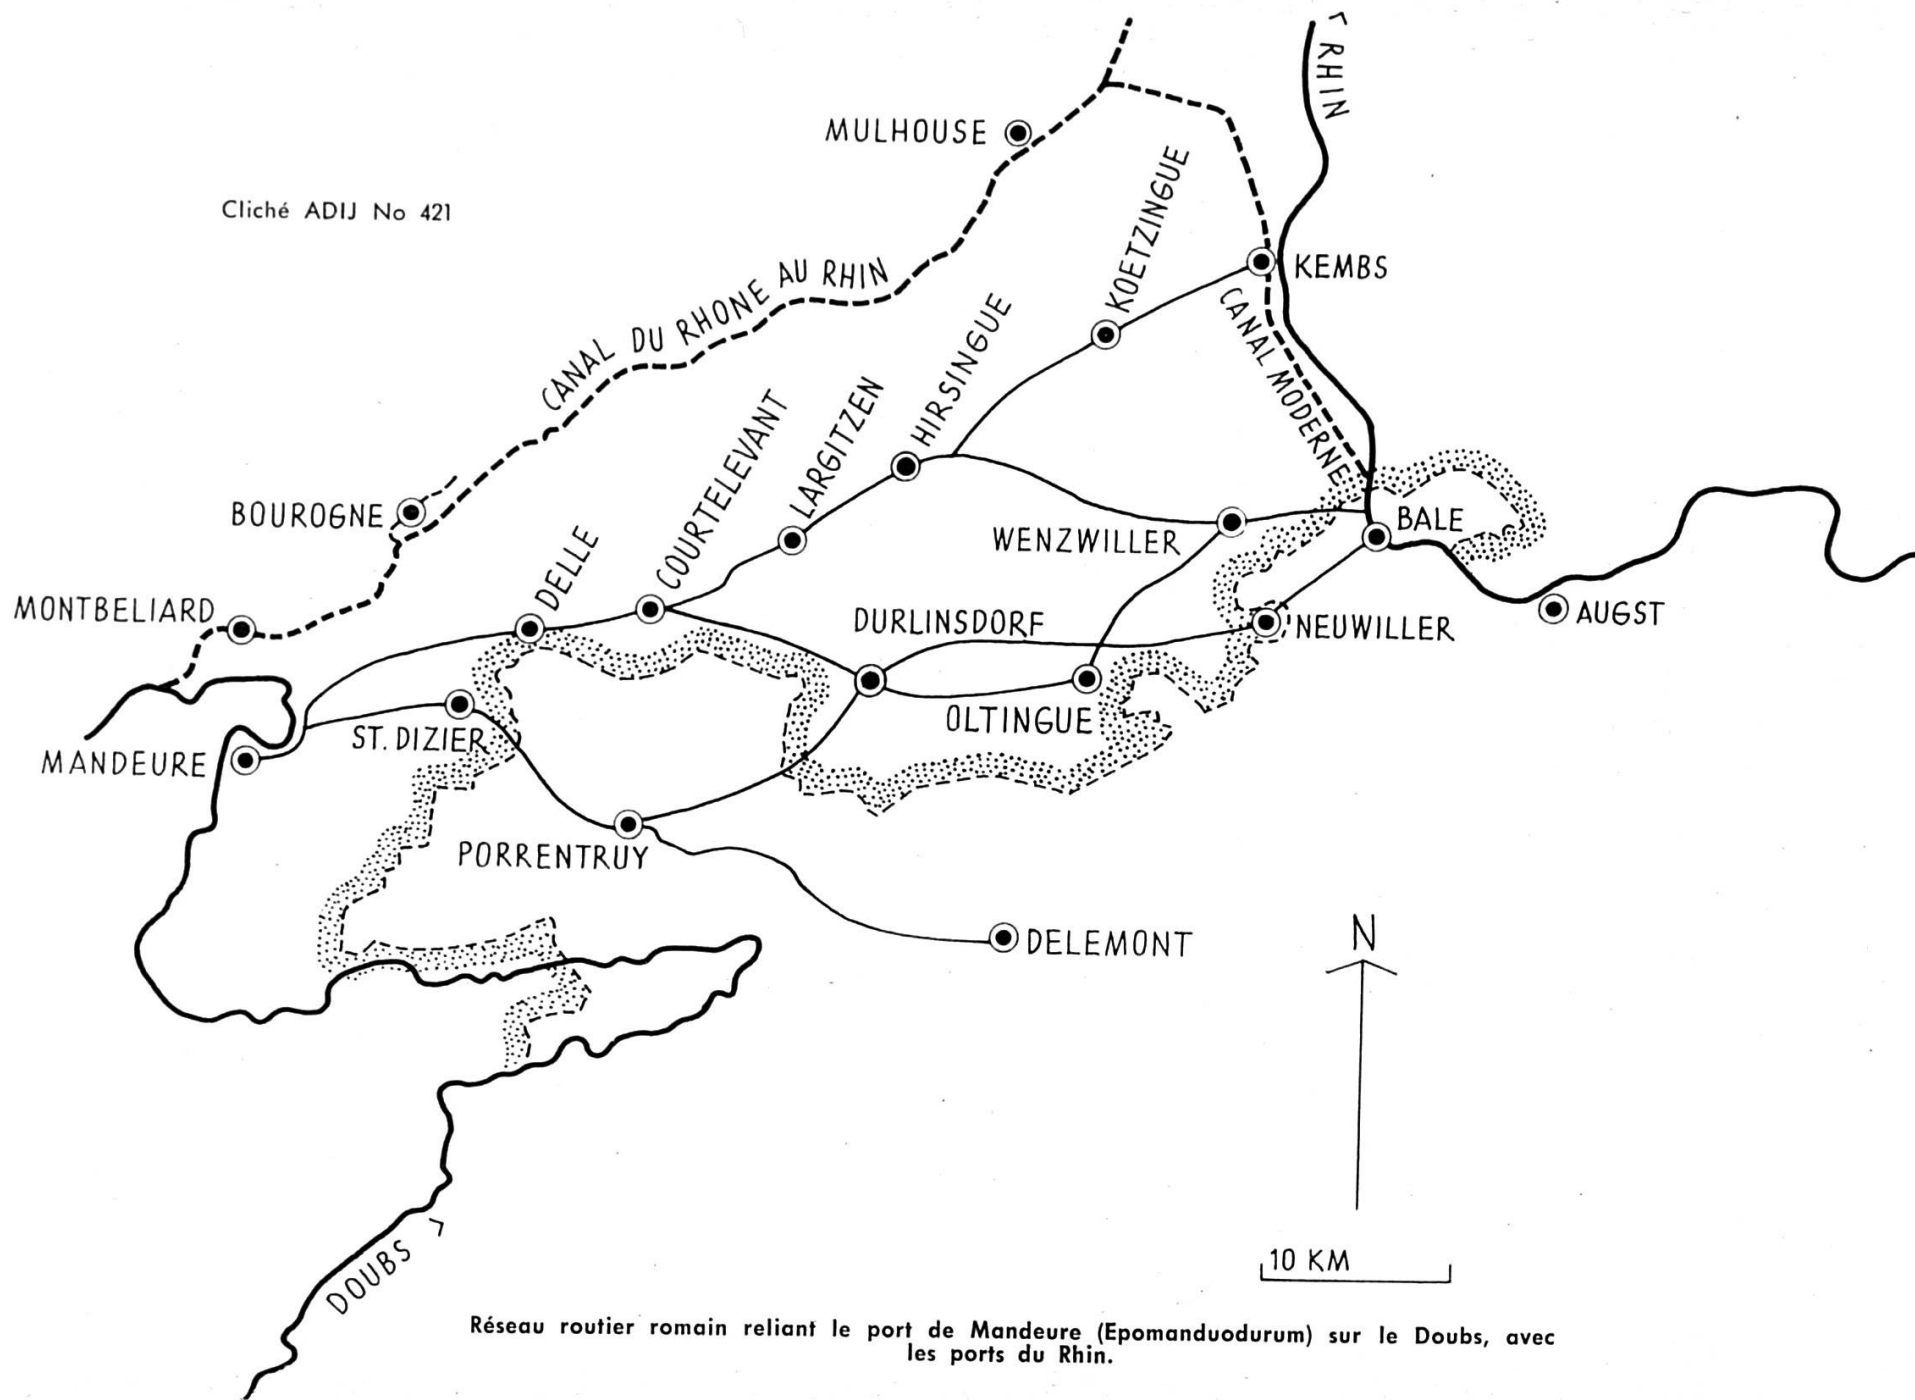 RHIN
MULHOUSE
KOETZINGUE
Cliché ADIJ No 421
KEMBS
CANAL DU RHONE AU RHIN
CANAL MODERNE
HIRSINGUE
LARGITZEN
COURTELEVANT
BOUROGNE
DELLE
WENZWILLER
BALE
MONTBELIARD
DURLINSDORF
NEUWILLER
AUGST
MANDEURE
ST. DIZIER
OLTINGUE
PORRENTRUY
DELEMONT
N
DOUBS
10 KM
Réseau routier romain reliant le port de Mandeure (Epomanduodurum) sur le Doubs, avec
les ports du Rhin.